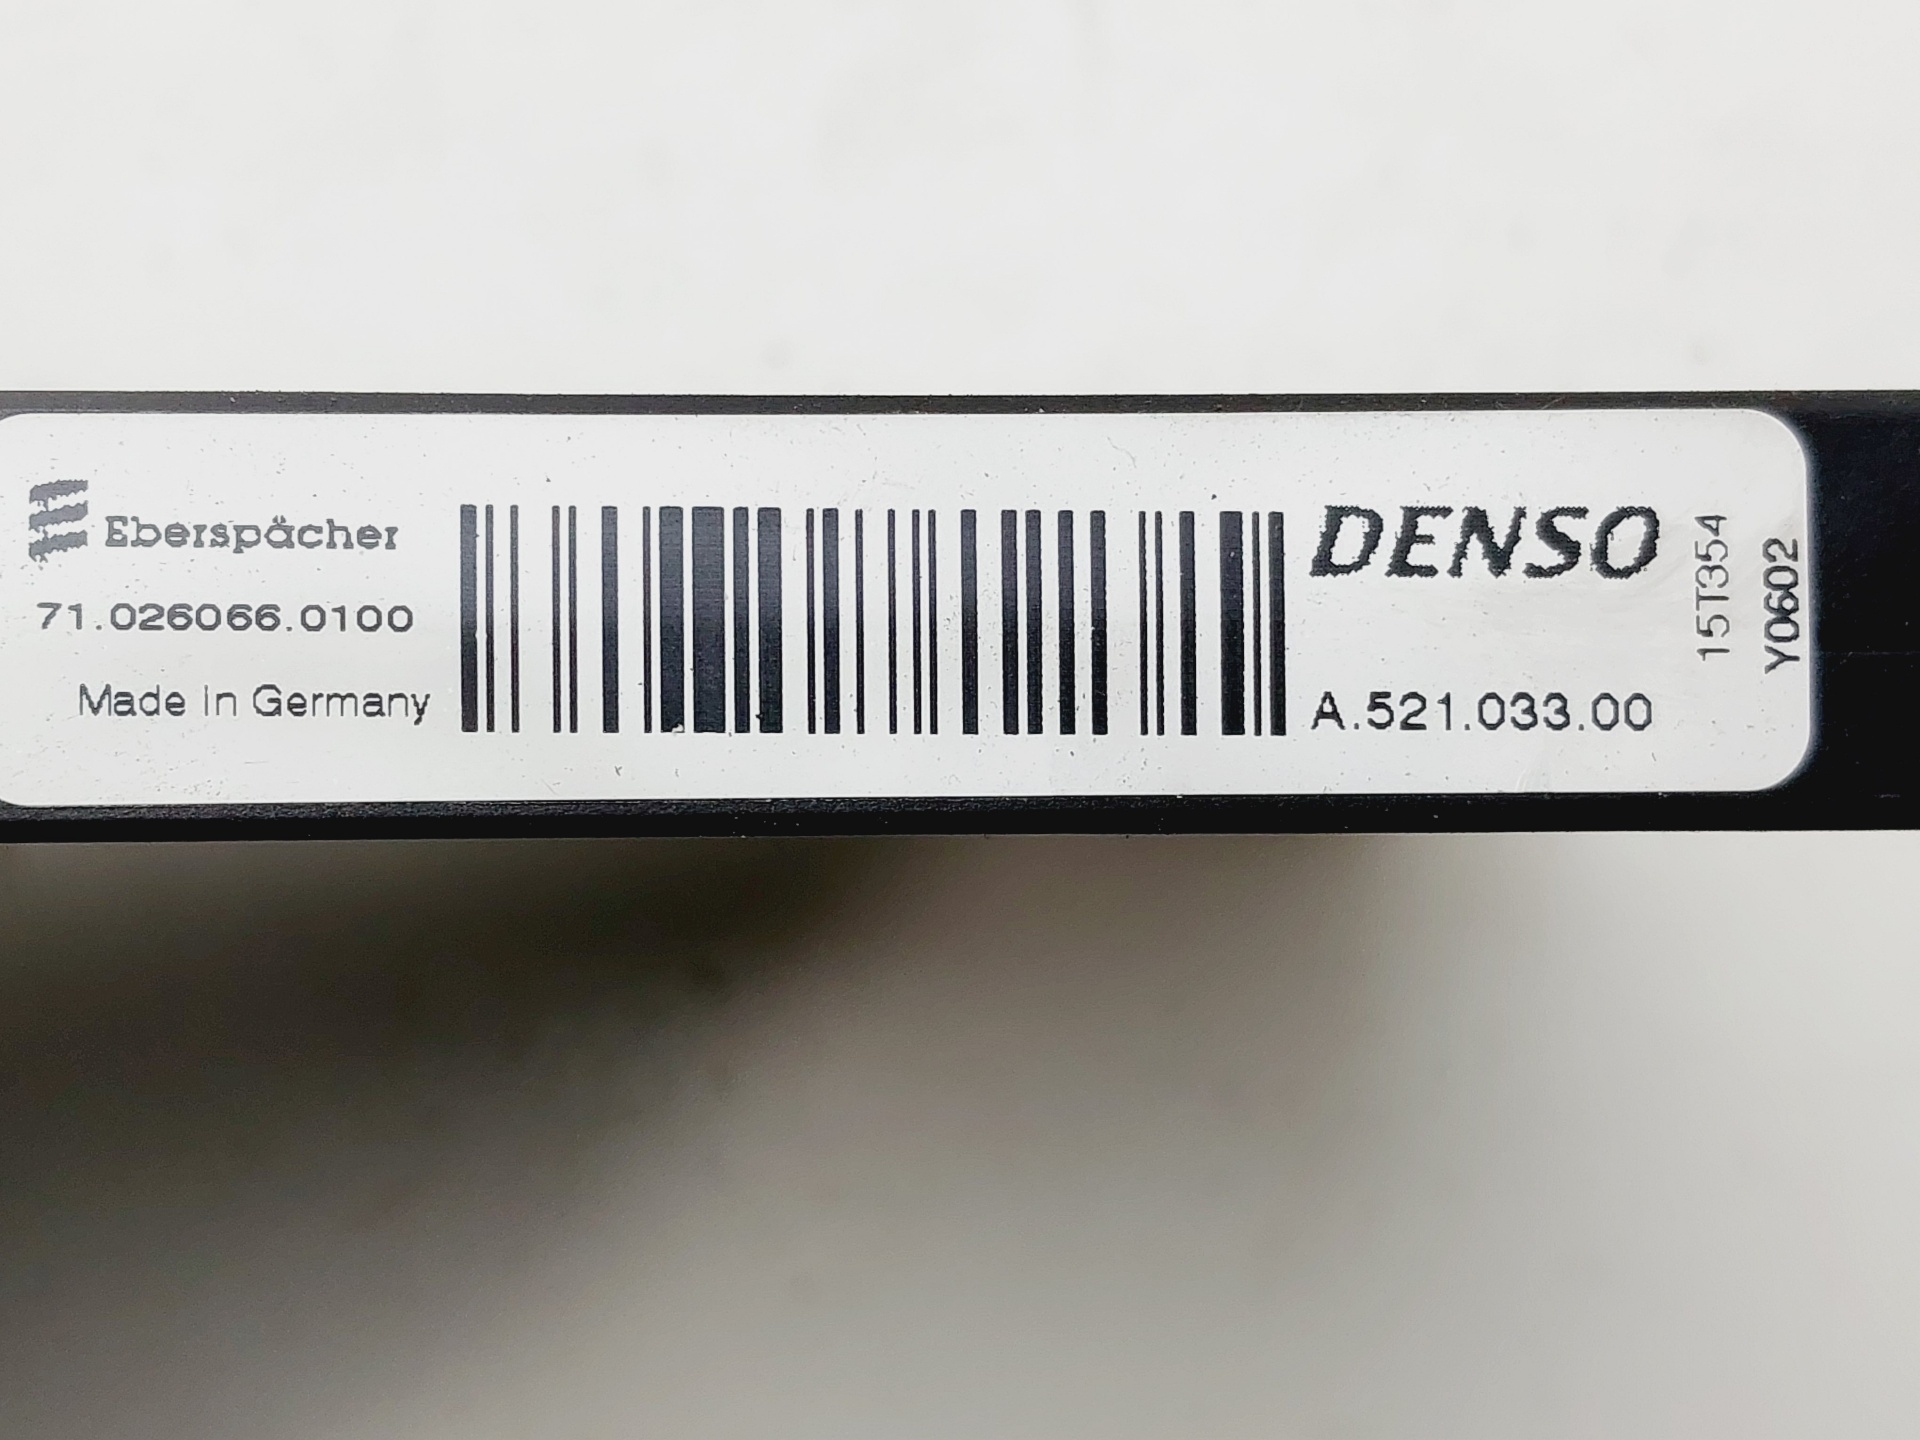 Eberspächer
71.026066.0100
Made in Germany
DENSO
A.521.033.00
15T354
Y0602